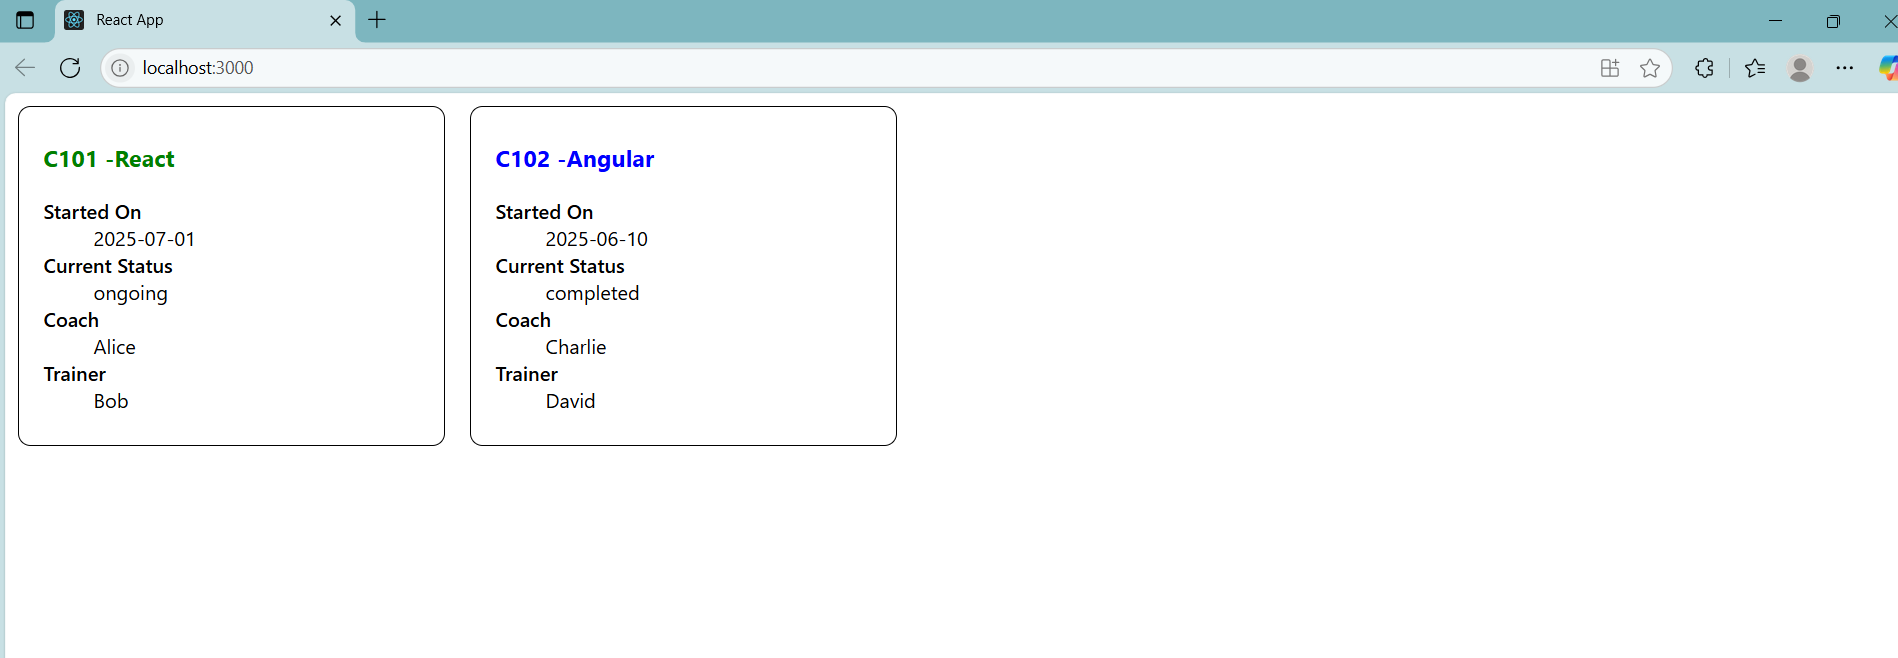 React App
localhost:3000
C101 -React
Started On
2025-07-01
Current Status
ongoing
Coach
Alice
Trainer
Bob
C102 -Angular
Started On
2025-06-10
Current Status
completed
Coach
Charlie
Trainer
David